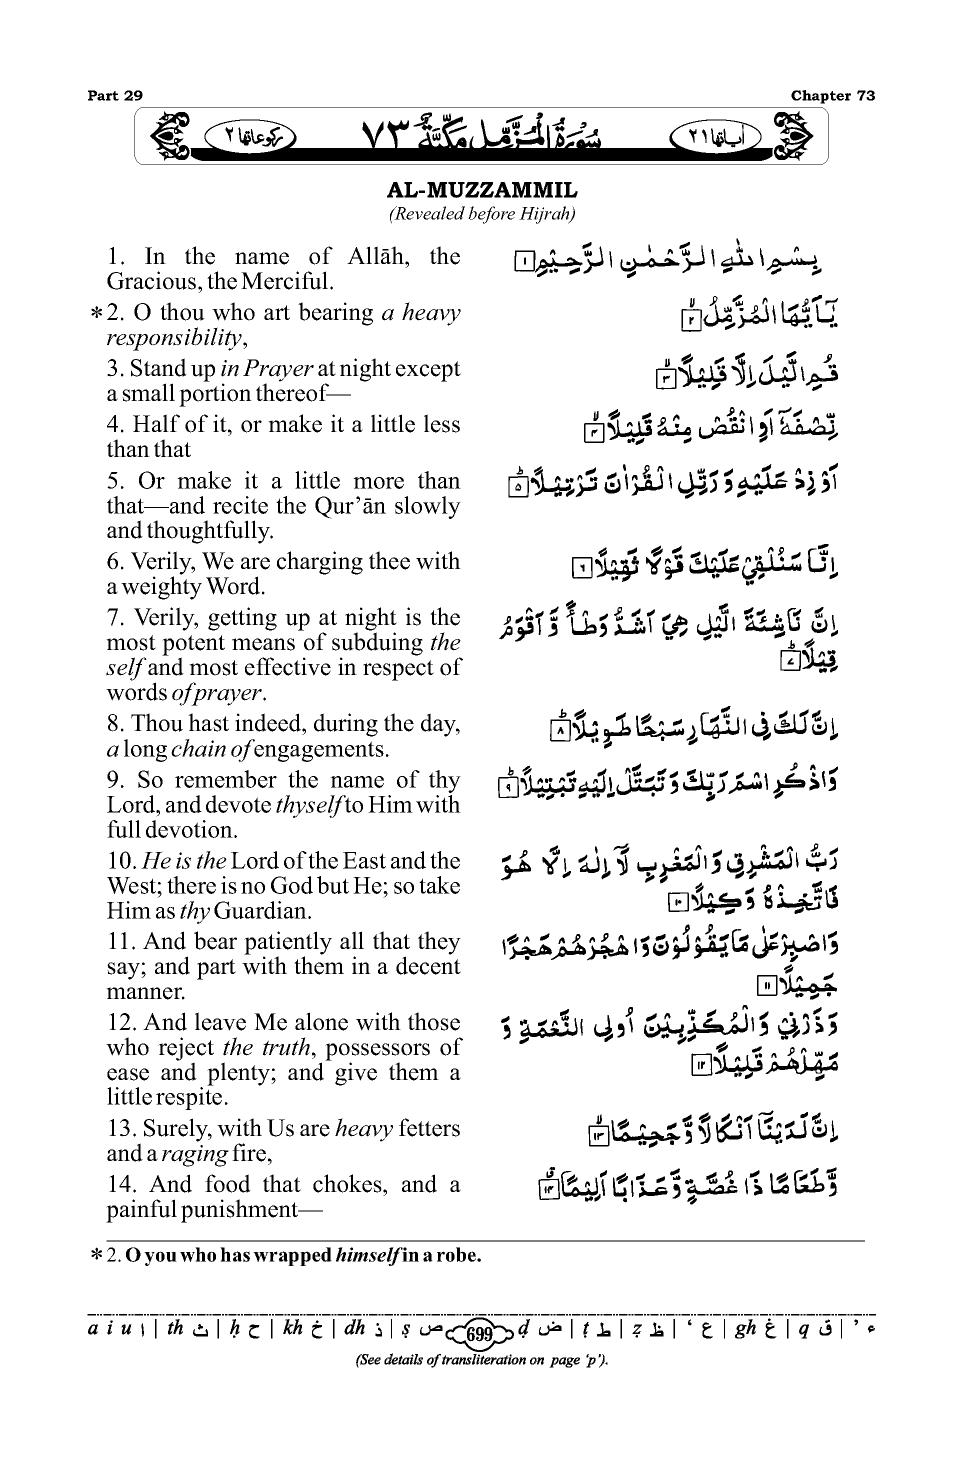 Part 29
Chapter 73
سُوْرَةُ الْمُزَّمِّلِ مَكِّيَّةٌ ٧٣
اٰیاتها ٢١
رکوعاتها ٢
AL-MUZZAMMIL
(Revealed before Hijrah)
1. In the name of Allāh, the
Gracious, the Merciful.
*2. O thou who art bearing a heavy
responsibility,
3. Stand up in Prayer at night except
a small portion thereof—
4. Half of it, or make it a little less
than that
5. Or make it a little more than
that—and recite the Qur’ān slowly
and thoughtfully.
6. Verily, We are charging thee with
a weighty Word.
7. Verily, getting up at night is the
most potent means of subduing the
self and most effective in respect of
words of prayer.
8. Thou hast indeed, during the day,
a long chain of engagements.
9. So remember the name of thy
Lord, and devote thyself to Him with
full devotion.
10. He is the Lord of the East and the
West; there is no God but He; so take
Him as thy Guardian.
11. And bear patiently all that they
say; and part with them in a decent
manner.
12. And leave Me alone with those
who reject the truth, possessors of
ease and plenty; and give them a
little respite.
13. Surely, with Us are heavy fetters
and a raging fire,
14. And food that chokes, and a
painful punishment—
بِسْمِ اللّٰهِ الرَّحْمٰنِ الرَّحِيْمِ ١
يٰٓاَيُّهَا الْمُزَّمِّلُ ۙ ٢
قُمِ الَّيْلَ اِلَّا قَلِيْلًا ۙ ٣
نِّصْفَهٗٓ اَوِ انْقُصْ مِنْهُ قَلِيْلًا ۙ ٤
اَوْ زِدْ عَلَيْهِ وَ رَتِّلِ الْقُرْاٰنَ تَرْتِيْلًا ؕ ٥
اِنَّا سَنُلْقِيْ عَلَيْكَ قَوْلًا ثَقِيْلًا ٦
اِنَّ نَاشِئَةَ الَّيْلِ هِيَ اَشَدُّ وَطْاً وَّ اَقْوَمُ
قِيْلًا ؕ ٧
اِنَّ لَكَ فِي النَّهَارِ سَبْحًا طَوِيْلًا ؕ ٨
وَاذْكُرِ اسْمَ رَبِّكَ وَ تَبَتَّلْ اِلَيْهِ تَبْتِيْلًا ؕ ٩
رَبُّ الْمَشْرِقِ وَ الْمَغْرِبِ لَآ اِلٰهَ اِلَّا هُوَ
فَاتَّخِذْهُ وَكِيْلًا ١٠
وَاصْبِرْ عَلٰى مَا يَقُوْلُوْنَ وَاهْجُرْهُمْ هَجْرًا
جَمِيْلًا ١١
وَذَرْنِيْ وَالْمُكَذِّبِيْنَ اُولِي النَّعْمَةِ وَ
مَهِّلْهُمْ قَلِيْلًا ١٢
اِنَّ لَدَيْنَآ اَنْكَالًا وَّ جَحِيْمًا ۙ ١٣
وَّ طَعَامًا ذَا غُصَّةٍ وَّ عَذَابًا اَلِيْمًا ١٤
*2. O you who has wrapped himself in a robe.
a i u ا | th ث | ḥ ح | kh خ | dh ذ | ṣ ص 699 ḍ ض | ṭ ط | ẓ ظ | ‘ ع | gh غ | q ق | ’ ء
(See details of transliteration on page ‘p’).